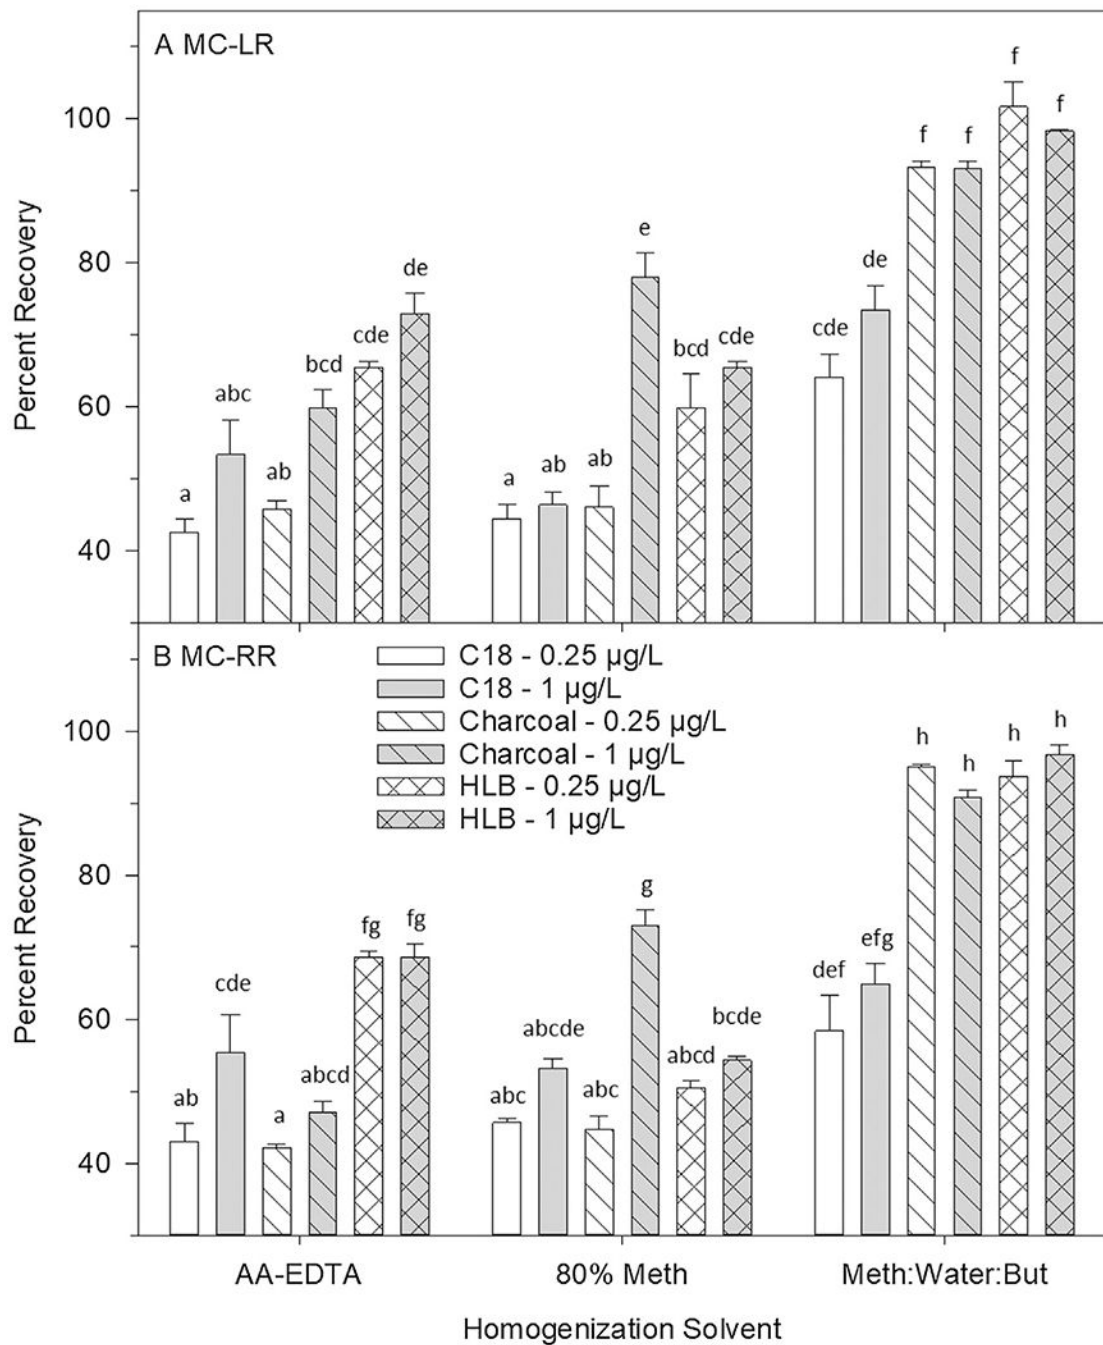 A MC-LR
Percent Recovery
100
80
60
40
a
abc
ab
bcd
cde
de
a
ab
ab
e
bcd
cde
cde
de
f
f
f
f
B MC-RR
C18 - 0.25 µg/L
C18 - 1 µg/L
Charcoal - 0.25 µg/L
Charcoal - 1 µg/L
HLB - 0.25 µg/L
HLB - 1 µg/L
Percent Recovery
100
80
60
40
ab
cde
a
abcd
fg
fg
abc
abcde
abc
g
abcd
bcde
def
efg
h
h
h
h
AA-EDTA
80% Meth
Meth:Water:But
Homogenization Solvent